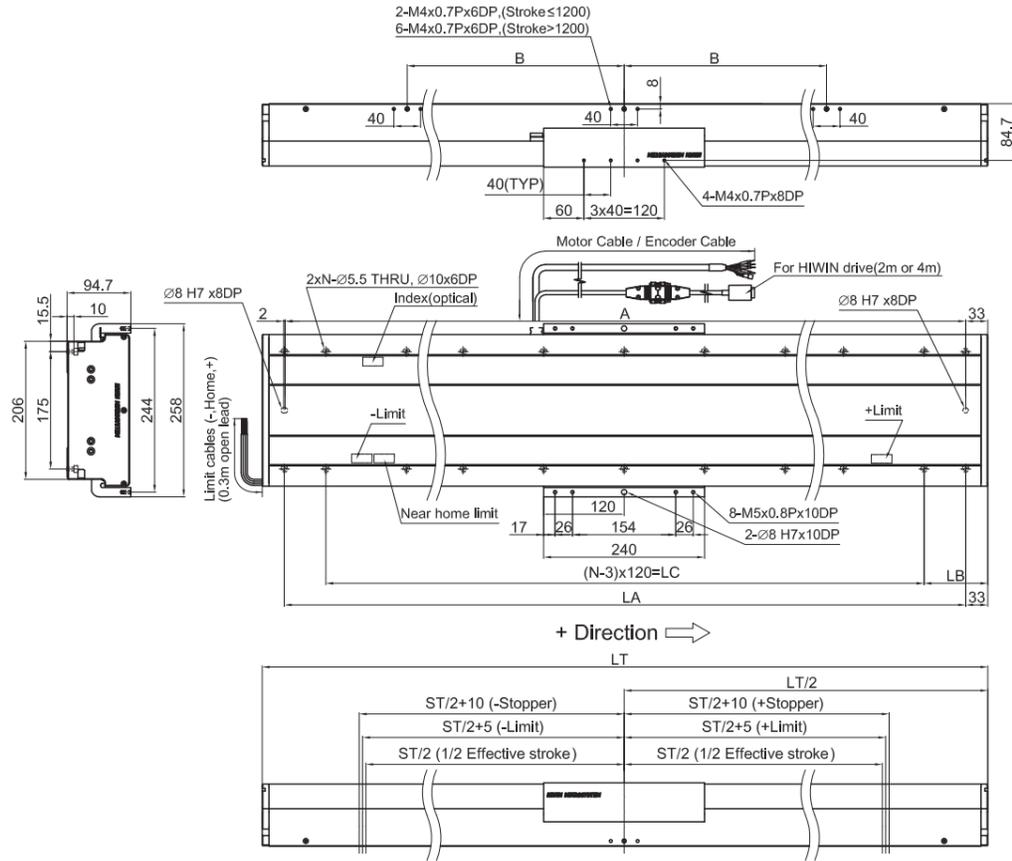 2-M4x0.7Px6DP,(Stroke≤1200)
6-M4x0.7Px6DP,(Stroke>1200)
B
B
8
40
40
40
84.7
40(TYP)
4-M4x0.7Px8DP
60
3x40=120
Motor Cable / Encoder Cable
For HIWIN drive(2m or 4m)
94.7
15.5
10
206
175
244
258
Ø8 H7 x8DP
2xN-Ø5.5 THRU, Ø10x6DP
Index(optical)
Ø8 H7 x8DP
2
A
33
Limit cables (-,Home,+)
(0.3m open lead)
-Limit
+Limit
Near home limit
120
8-M5x0.8Px10DP
17
26
154
26
2-Ø8 H7x10DP
240
(N-3)x120=LC
LB
LA
33
+ Direction
LT
LT/2
ST/2+10 (-Stopper)
ST/2+10 (+Stopper)
ST/2+5 (-Limit)
ST/2+5 (+Limit)
ST/2 (1/2 Effective stroke)
ST/2 (1/2 Effective stroke)
HIWIN MIKROSYSTEM